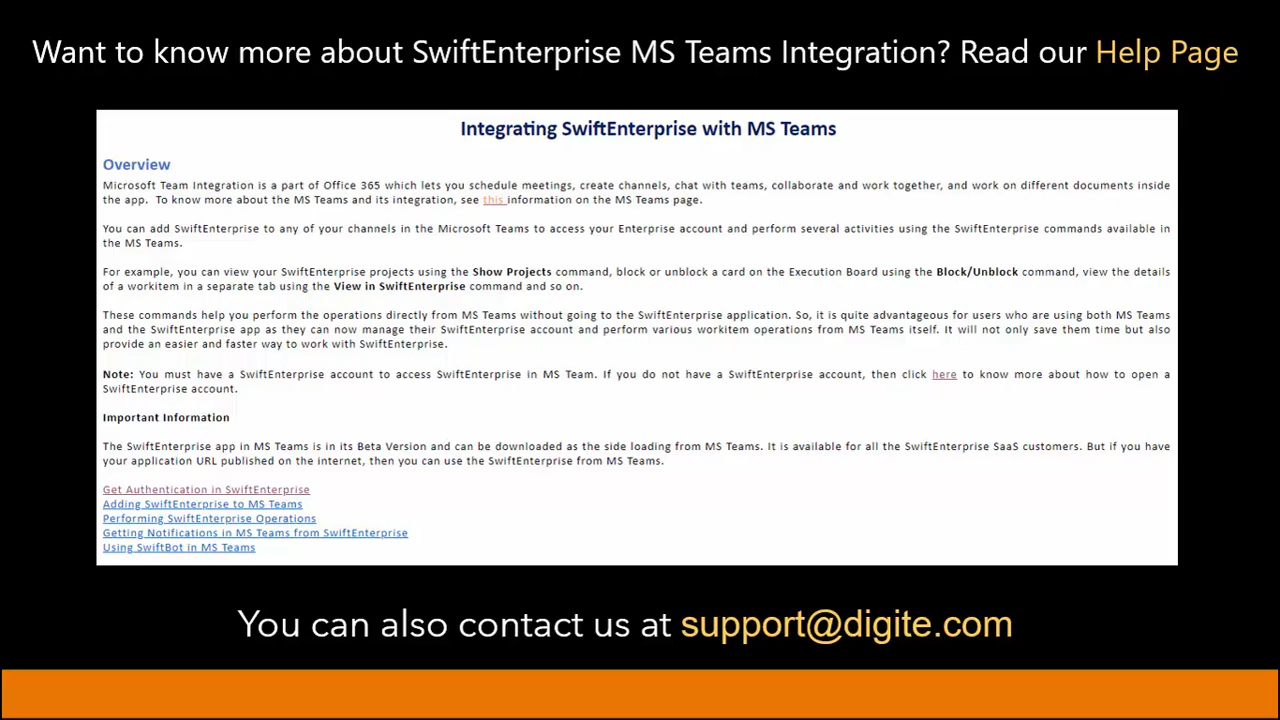 Want to know more about SwiftEnterprise MS Teams Integration? Read our Help Page
Integrating SwiftEnterprise with MS Teams
Overview
Microsoft Team Integration is a part of Office 365 which lets you schedule meetings, create channels, chat with teams, collaborate and work together, and work on different documents inside
the app. To know more about the MS Teams and its integration, see this information on the MS Teams page.
You can add SwiftEnterprise to any of your channels in the Microsoft Teams to access your Enterprise account and perform several activities using the SwiftEnterprise commands available in
the MS Teams.
For example, you can view your SwiftEnterprise projects using the Show Projects command, block or unblock a card on the Execution Board using the Block/Unblock command, view the details
of a workitem in a separate tab using the View in SwiftEnterprise command and so on.
These commands help you perform the operations directly from MS Teams without going to the SwiftEnterprise application. So, it is quite advantageous for users who are using both MS Teams
and the SwiftEnterprise app as they can now manage their SwiftEnterprise account and perform various workitem operations from MS Teams itself. It will not only save them time but also
provide an easier and faster way to work with SwiftEnterprise.
Note: You must have a SwiftEnterprise account to access SwiftEnterprise in MS Team. If you do not have a SwiftEnterprise account, then click here to know more about how to open a
SwiftEnterprise account.
Important Information
The SwiftEnterprise app in MS Teams is in its Beta Version and can be downloaded as the side loading from MS Teams. It is available for all the SwiftEnterprise SaaS customers. But if you have
your application URL published on the internet, then you can use the SwiftEnterprise from MS Teams.
Get Authentication in SwiftEnterprise
Adding SwiftEnterprise to MS Teams
Performing SwiftEnterprise Operations
Getting Notifications in MS Teams from SwiftEnterprise
Using SwiftBot in MS Teams
You can also contact us at support@digite.com